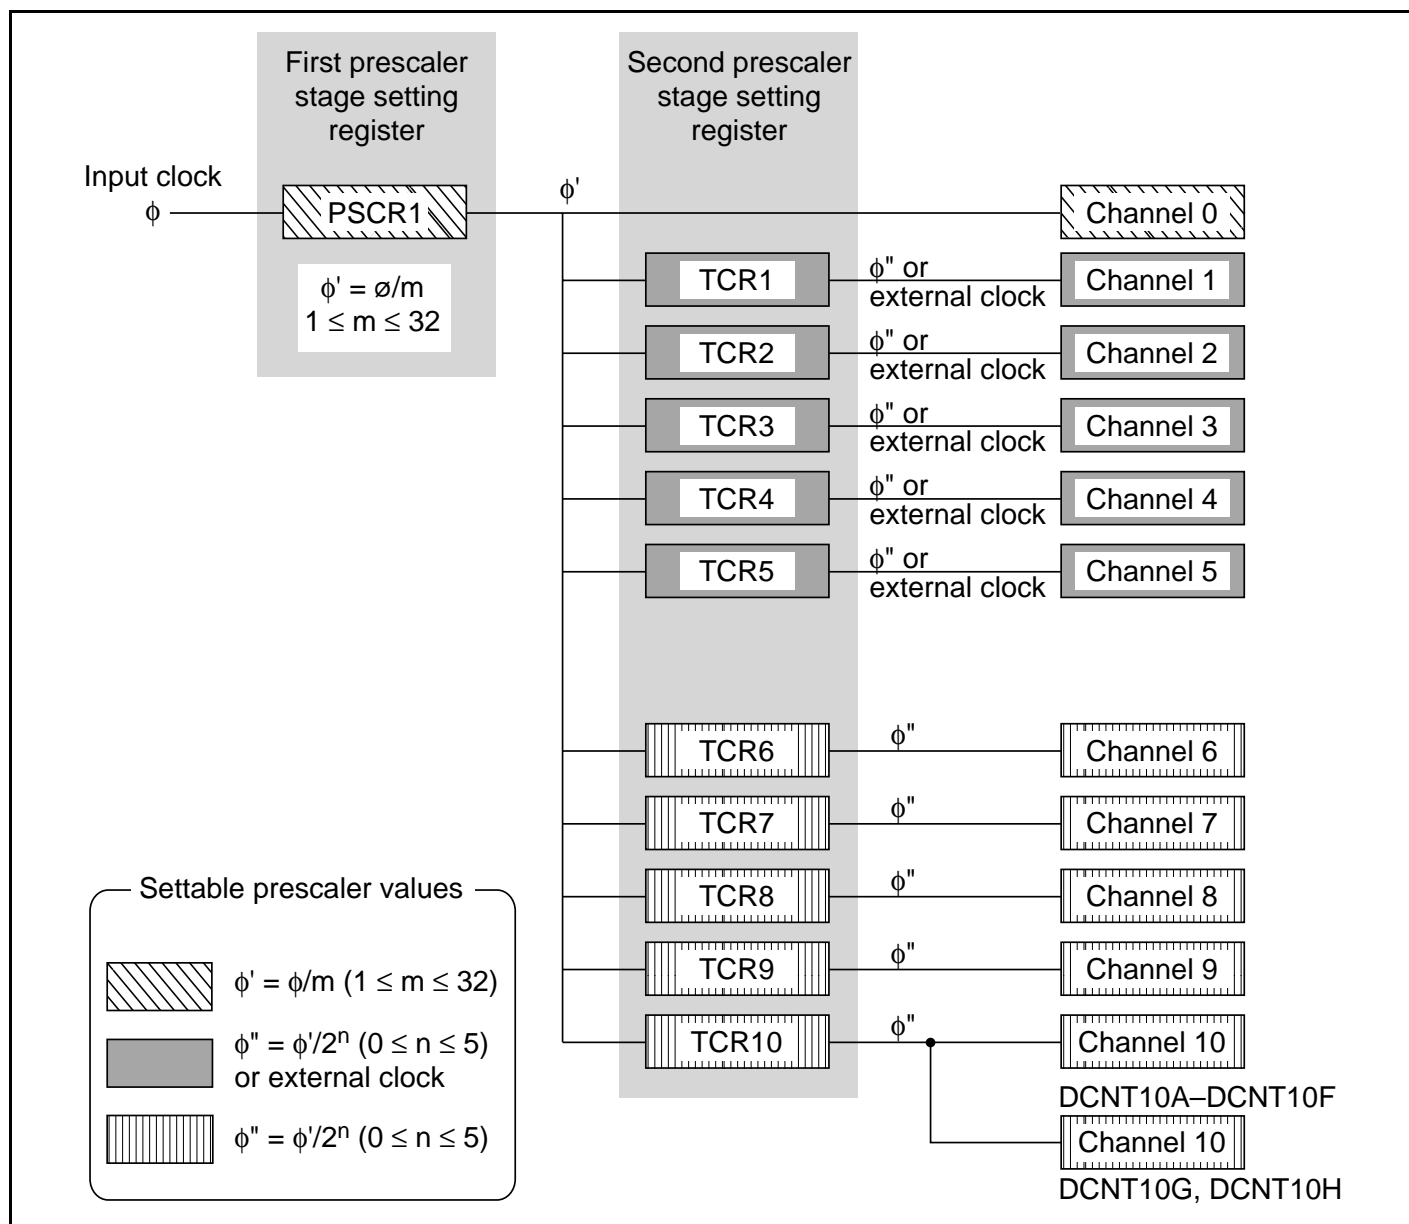 First prescaler
stage setting
register
Second prescaler
stage setting
register
Input clock
ϕ
PSCR1
ϕ'
Channel 0
ϕ' = ø/m
1 ≤ m ≤ 32
TCR1
ϕ" or
external clock
Channel 1
TCR2
ϕ" or
external clock
Channel 2
TCR3
ϕ" or
external clock
Channel 3
TCR4
ϕ" or
external clock
Channel 4
TCR5
ϕ" or
external clock
Channel 5
TCR6
ϕ"
Channel 6
TCR7
ϕ"
Channel 7
TCR8
ϕ"
Channel 8
TCR9
ϕ"
Channel 9
TCR10
ϕ"
Channel 10
DCNT10A–DCNT10F
Channel 10
DCNT10G, DCNT10H
Settable prescaler values
ϕ' = ϕ/m (1 ≤ m ≤ 32)
ϕ" = ϕ'/2ⁿ (0 ≤ n ≤ 5)
or external clock
ϕ" = ϕ'/2ⁿ (0 ≤ n ≤ 5)